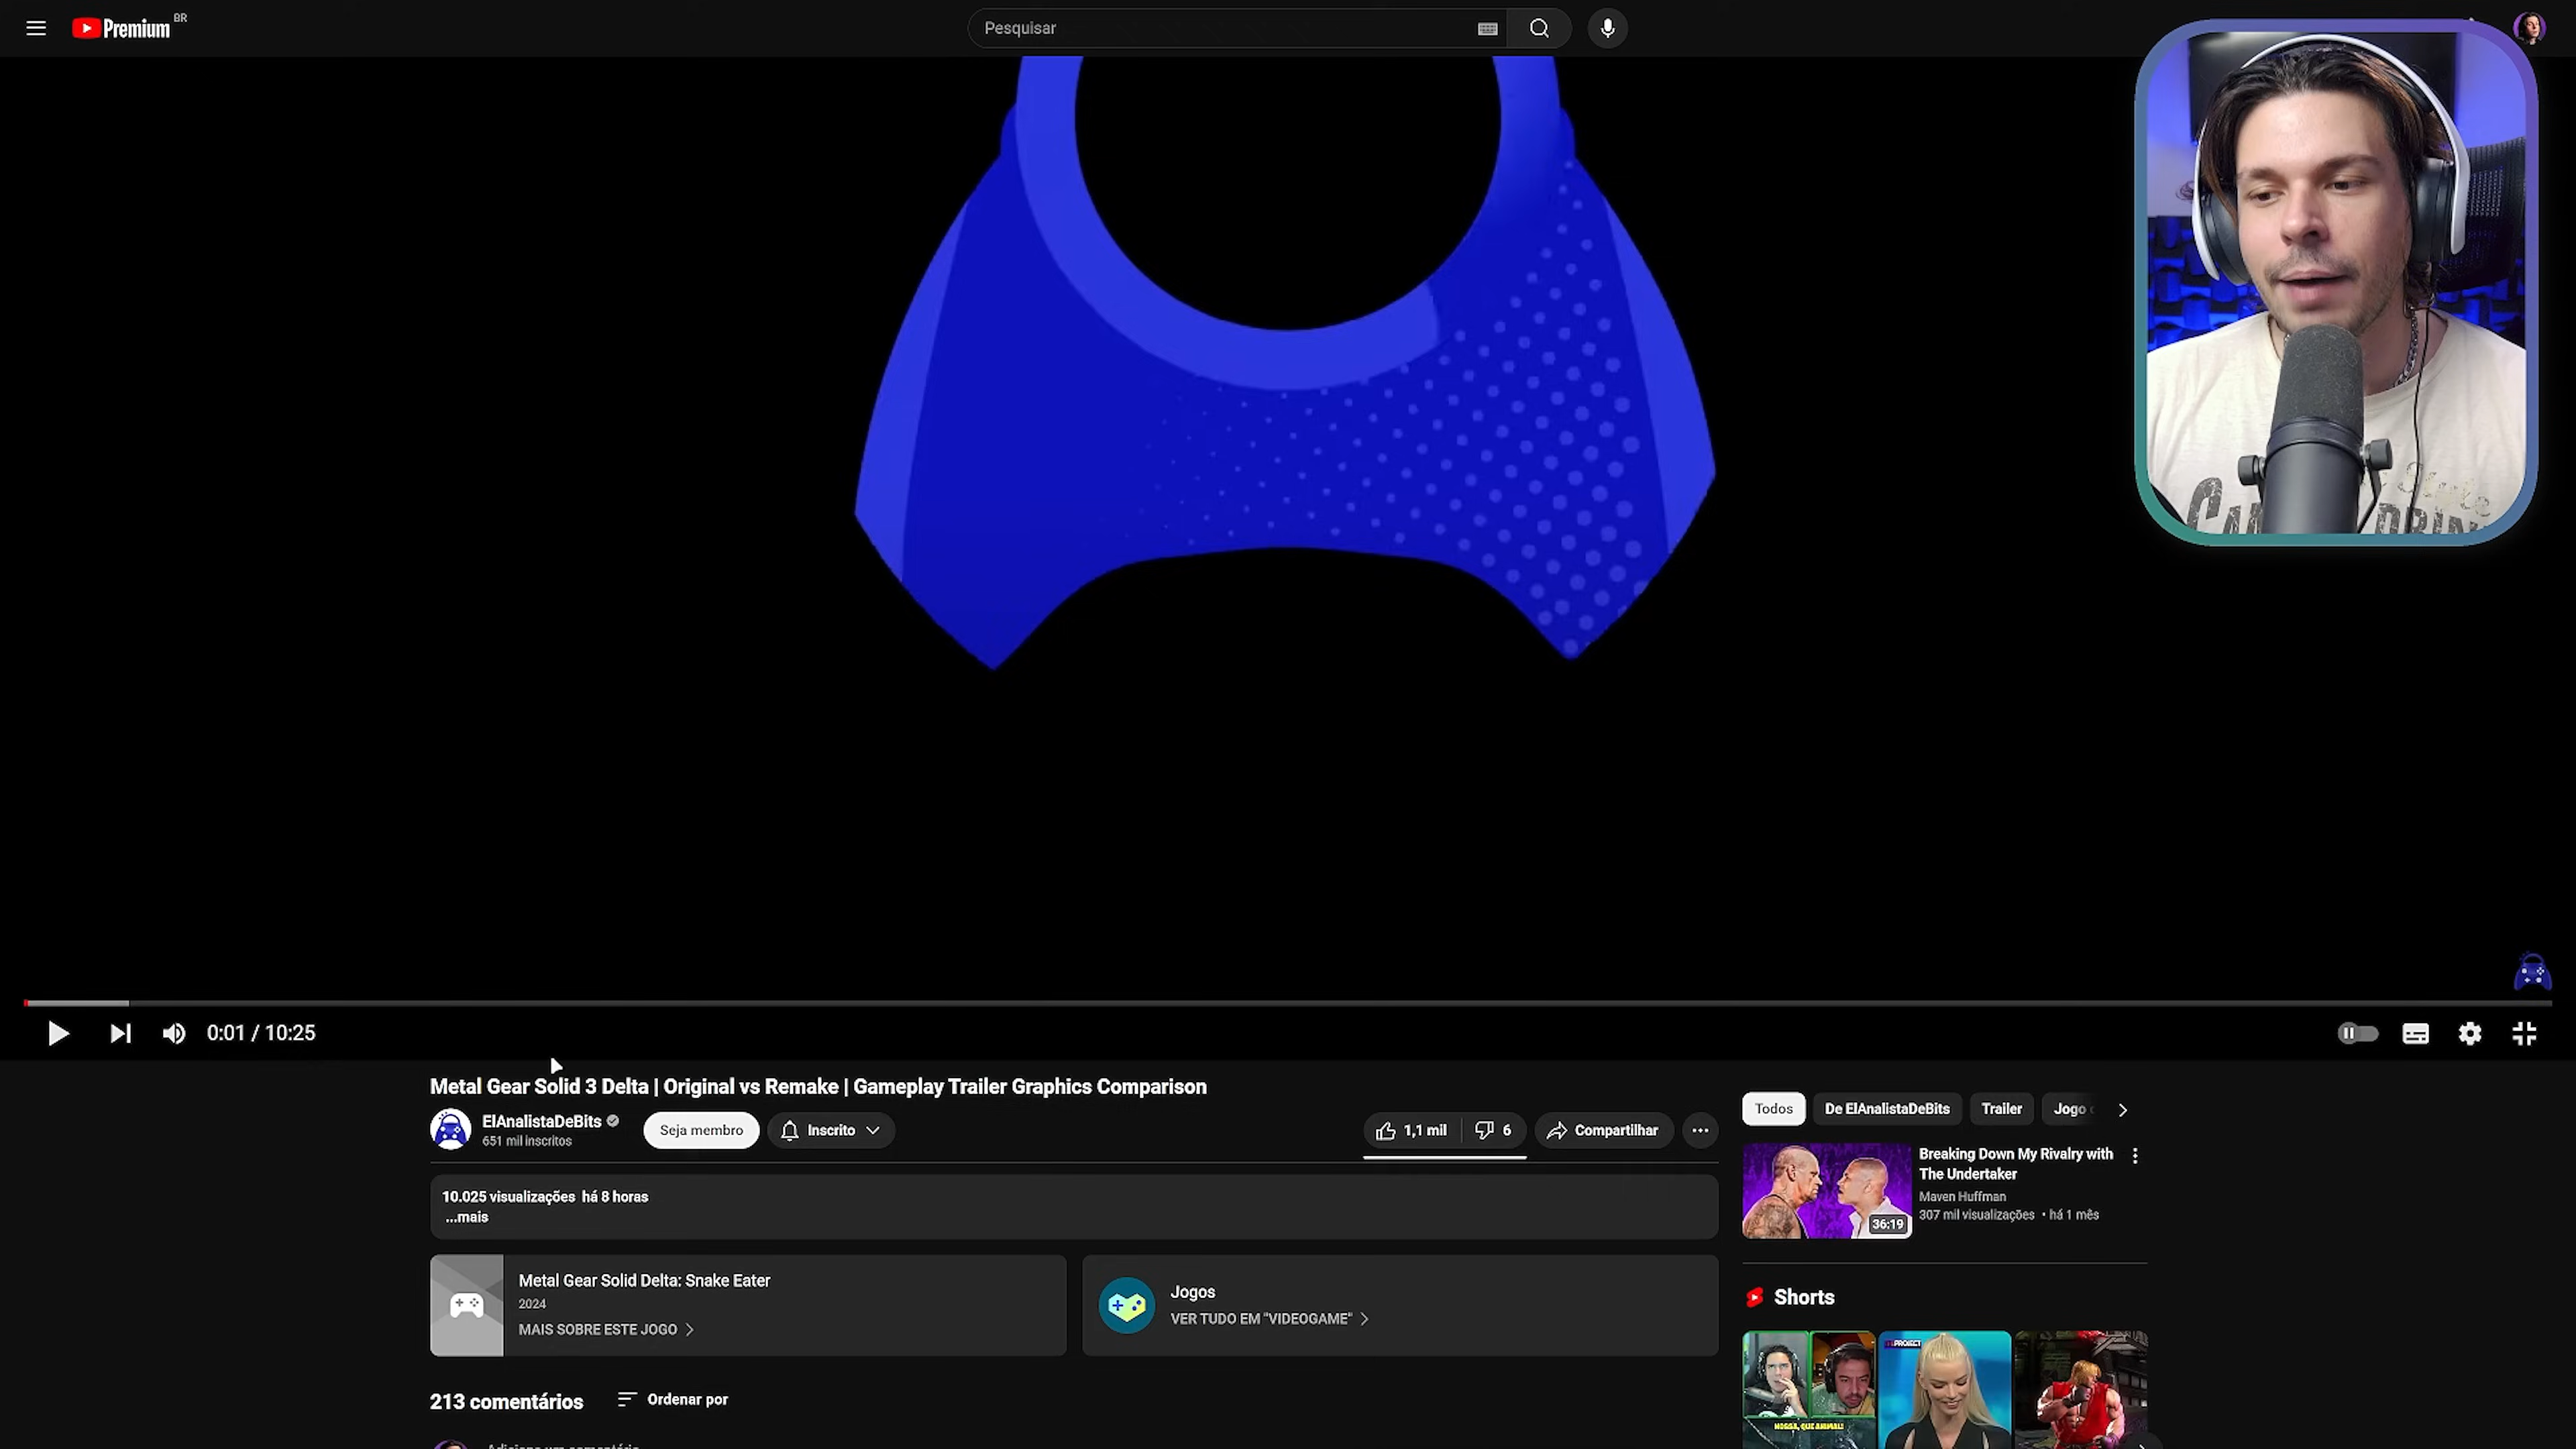 Premium BR
Pesquisar
0:01 / 10:25
Metal Gear Solid 3 Delta | Original vs Remake | Gameplay Trailer Graphics Comparison
ElAnalistaDeBits
651 mil inscritos
Seja membro
Inscrito
1,1 mil
6
Compartilhar
10.025 visualizações há 8 horas
...mais
Metal Gear Solid Delta: Snake Eater
2024
MAIS SOBRE ESTE JOGO
Jogos
VER TUDO EM "VIDEOGAME"
213 comentários
Ordenar por
Todos
De ElAnalistaDeBits
Trailer
Jogo
Breaking Down My Rivalry with
The Undertaker
Maven Huffman
307 mil visualizações • há 1 mês
36:19
Shorts
PROJECT
NOSSA, QUE ANIMAL!